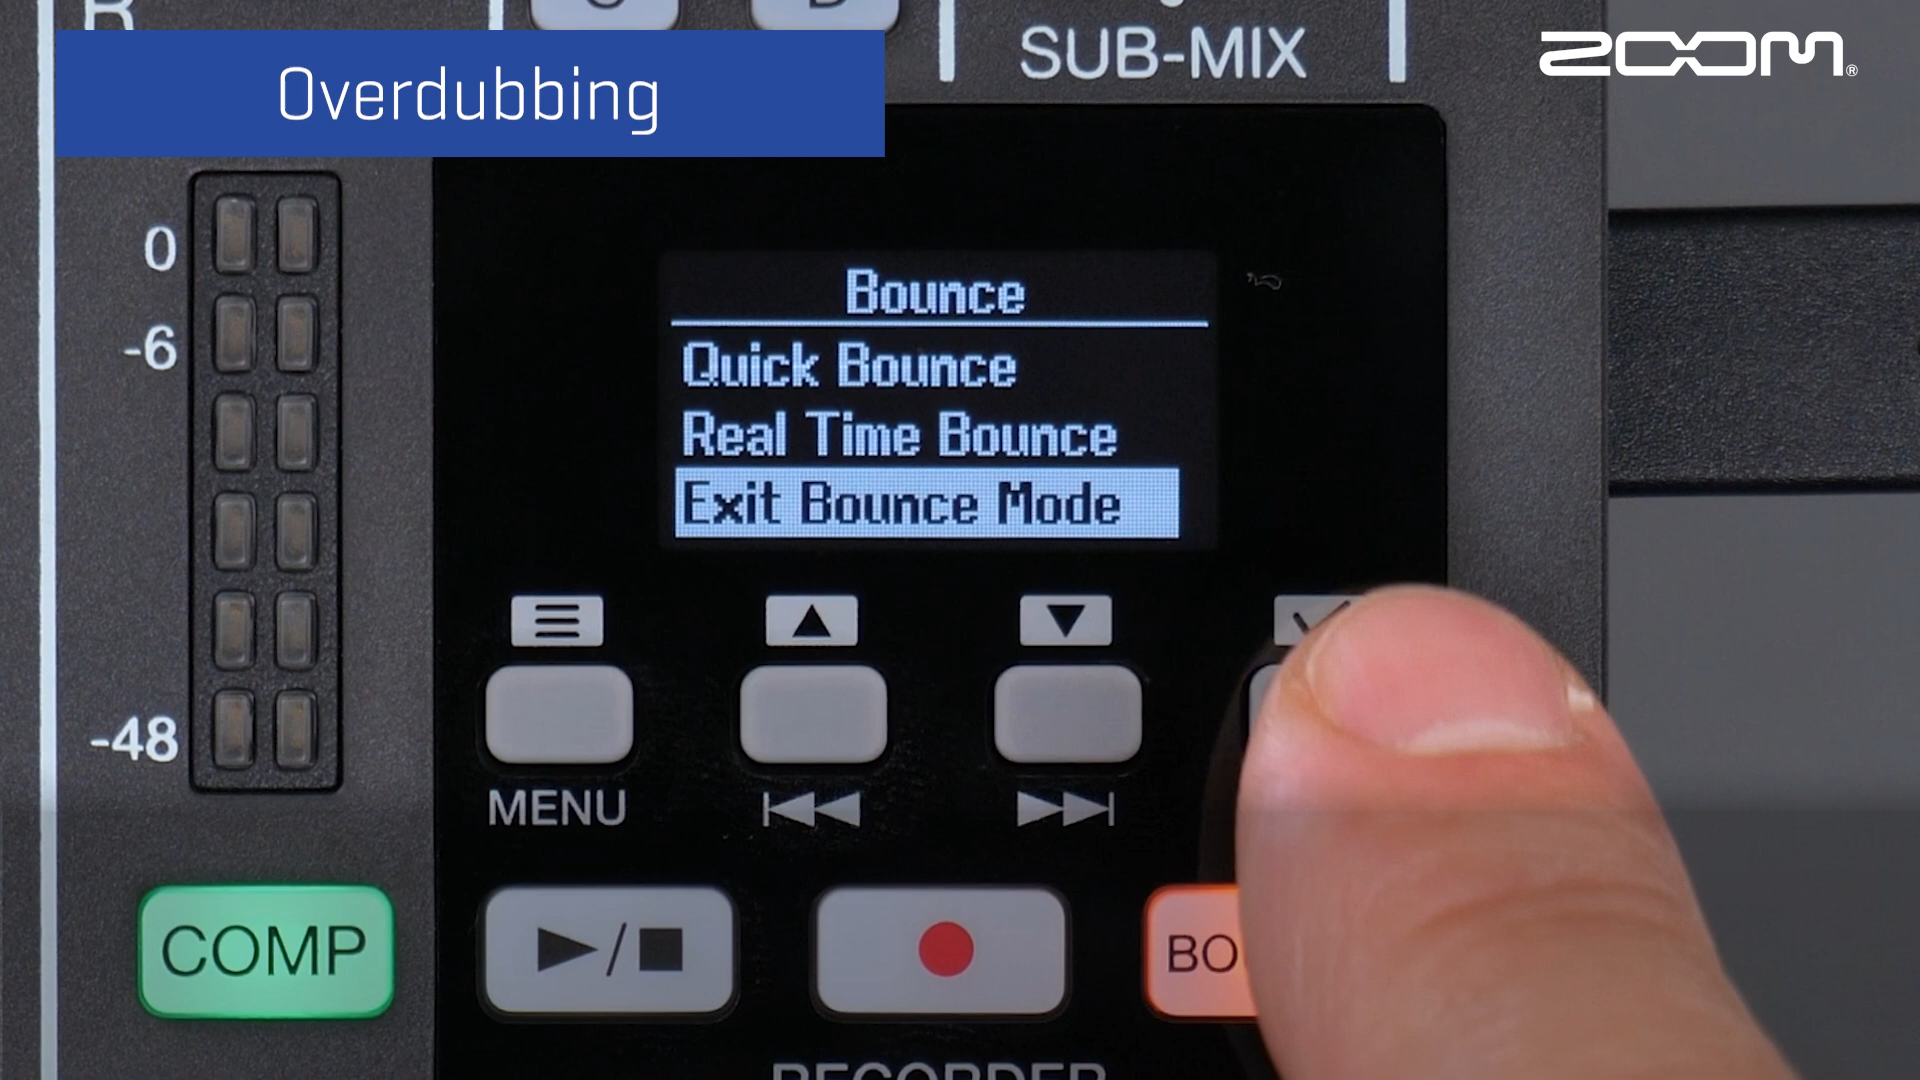 SUB-MIX
ZOOM®
Overdubbing
0
-6
-48
Bounce
Quick Bounce
Real Time Bounce
Exit Bounce Mode
MENU
COMP
BO
RECORDER